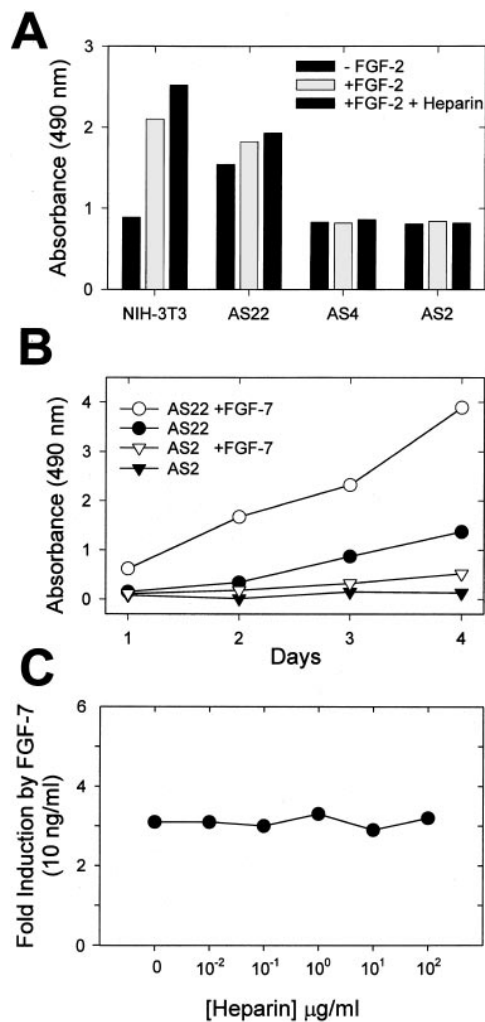 A
Absorbance (490 nm)
3
2
1
0
- FGF-2
+FGF-2
+FGF-2 + Heparin
NIH-3T3 AS22 AS4 AS2
B
Absorbance (490 nm)
4
3
2
1
0
AS22 +FGF-7
AS22
AS2 +FGF-7
AS2
1 2 3 4
Days
C
Fold Induction by FGF-7
(10 ng/ml)
6
4
2
0
0 10⁻² 10⁻¹ 10⁰ 10¹ 10²
[Heparin] µg/ml